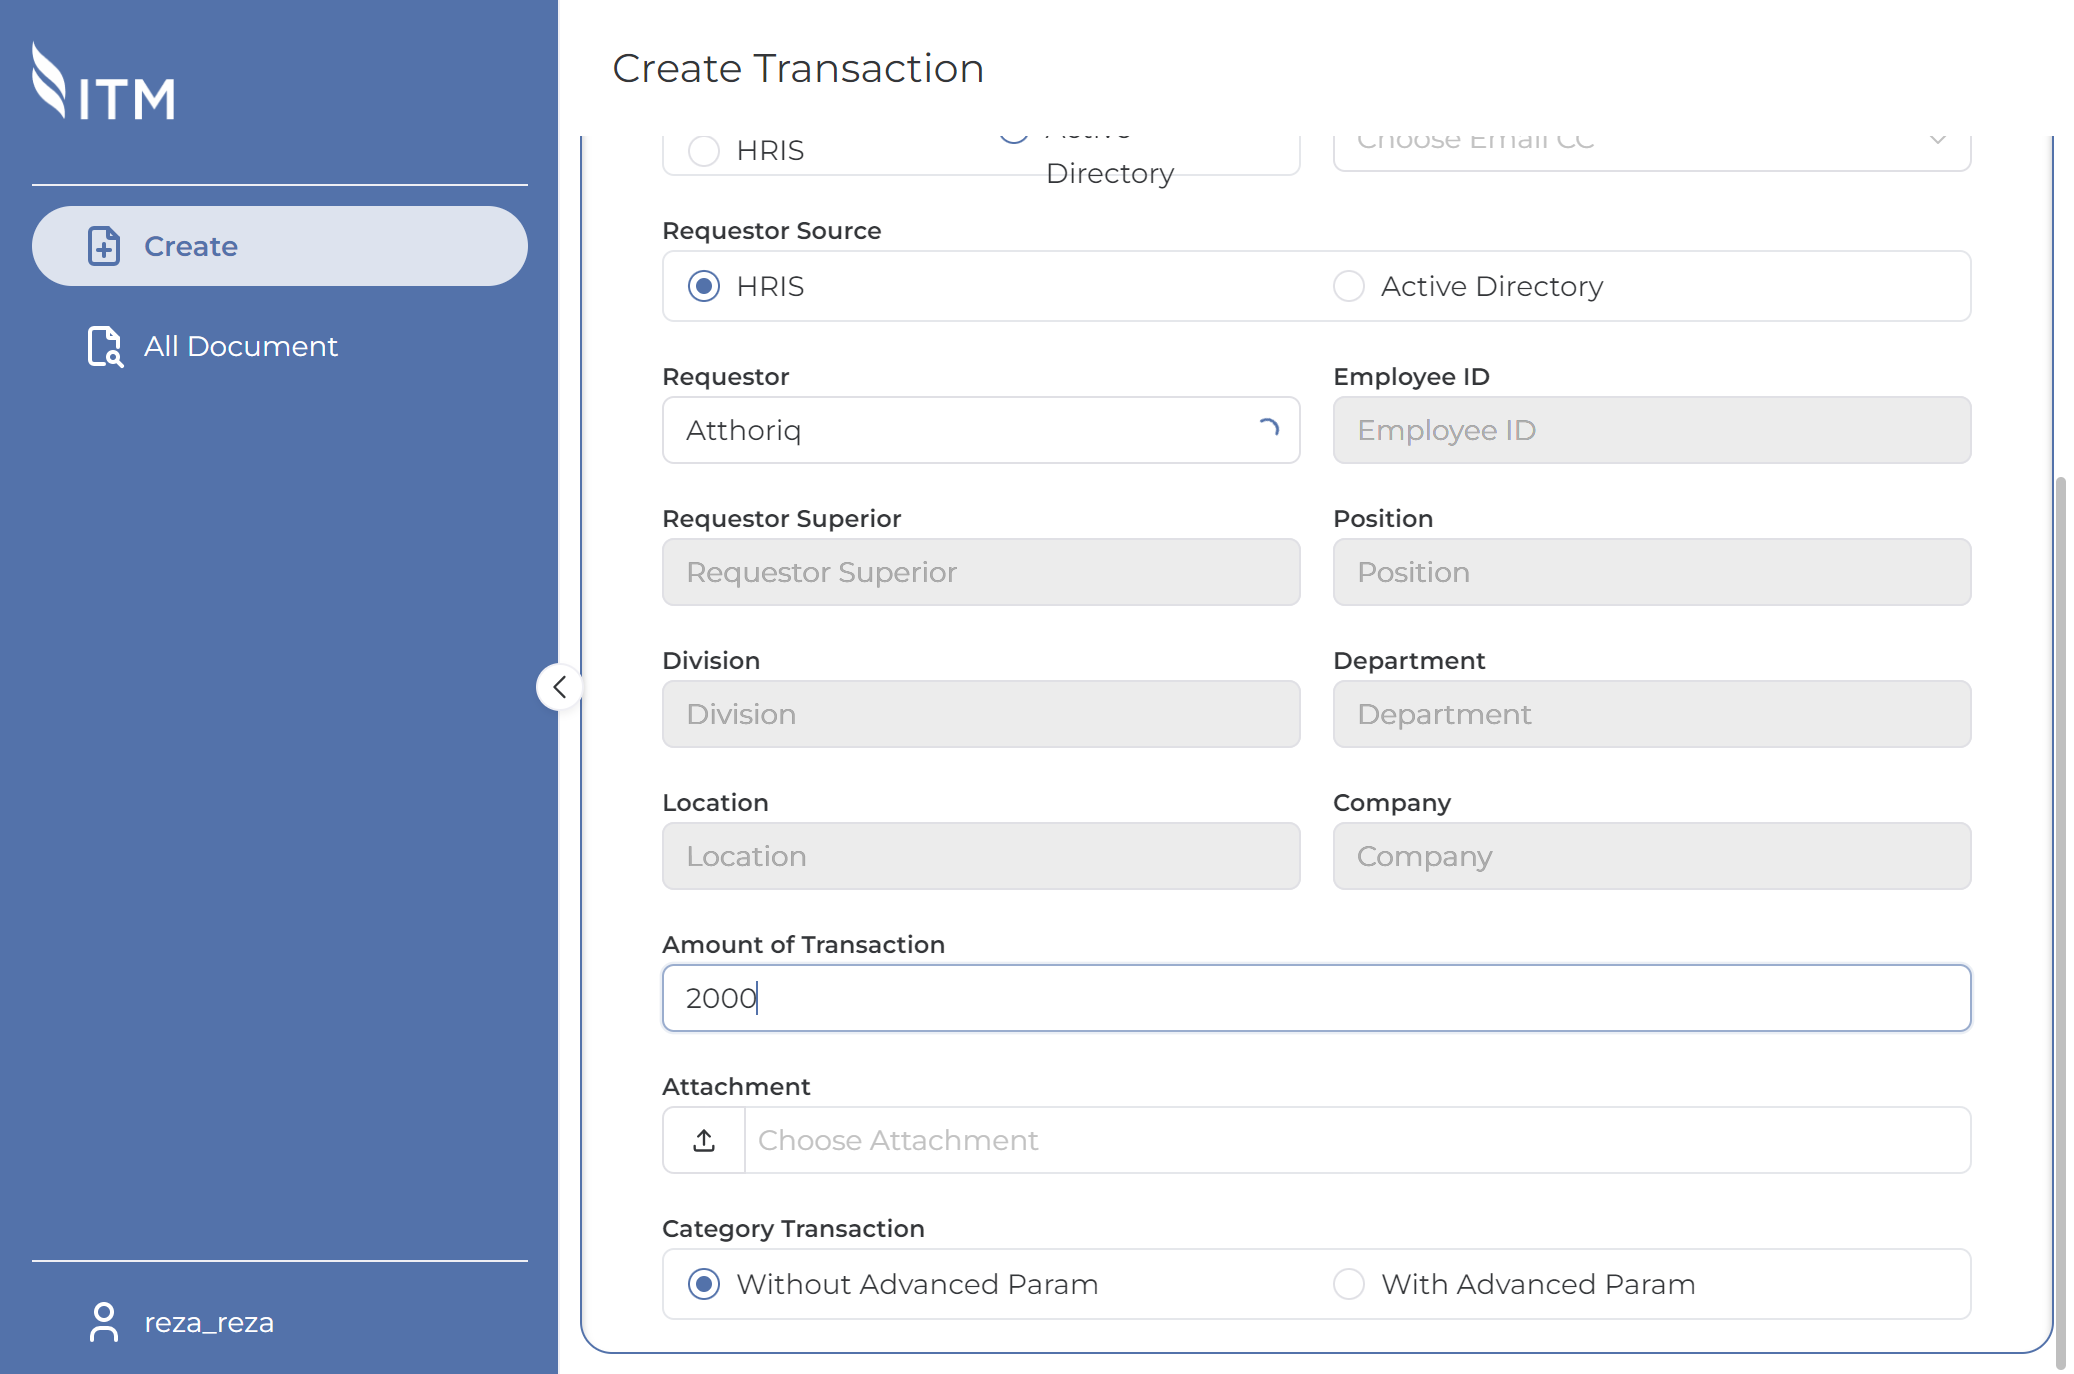 ITM
Create
All Document
reza_reza
Create Transaction
HRIS
Active
Directory
Choose Email CC
Requestor Source
HRIS
Active Directory
Requestor
Employee ID
Atthoriq
Employee ID
Requestor Superior
Position
Requestor Superior
Position
Division
Department
Division
Department
Location
Company
Location
Company
Amount of Transaction
2000
Attachment
Choose Attachment
Category Transaction
Without Advanced Param
With Advanced Param